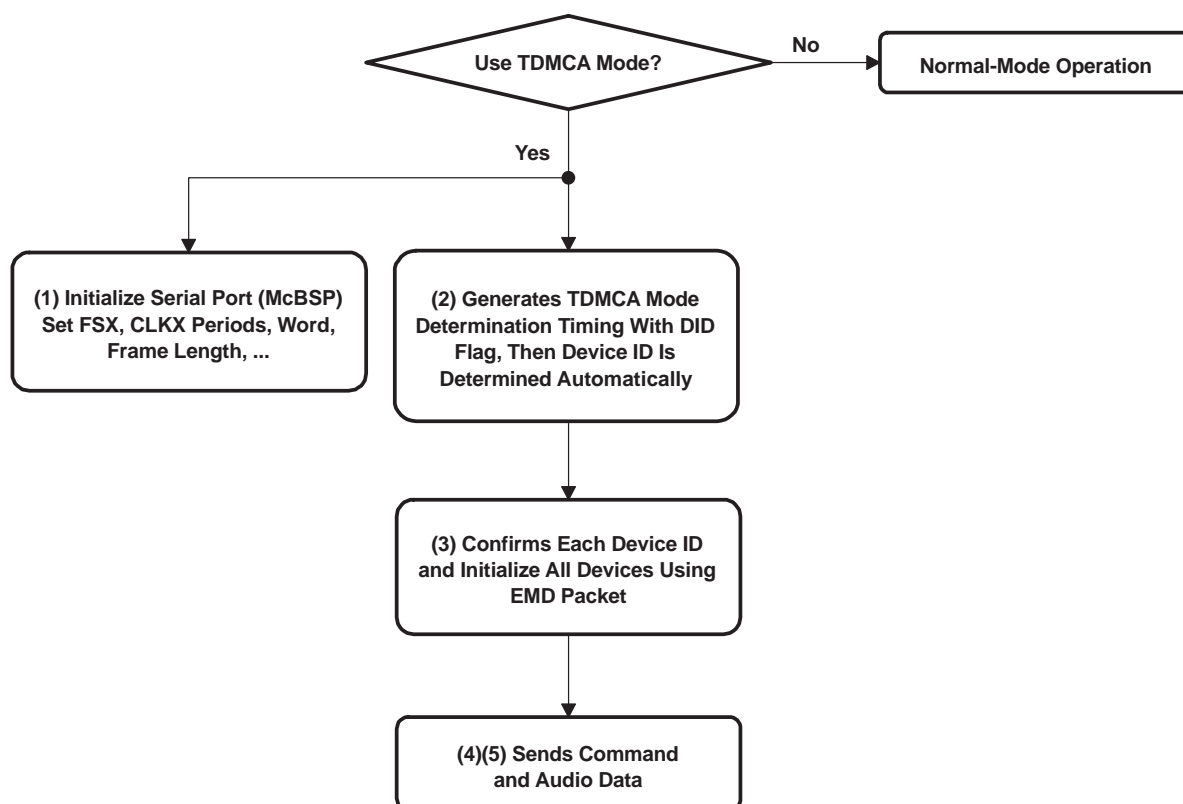 Use TDMCA Mode?
No
Normal-Mode Operation
Yes
(1) Initialize Serial Port (McBSP)
Set FSX, CLKX Periods, Word,
Frame Length, ...
(2) Generates TDMCA Mode
Determination Timing With DID
Flag, Then Device ID Is
Determined Automatically
(3) Confirms Each Device ID
and Initialize All Devices Using
EMD Packet
(4)(5) Sends Command
and Audio Data